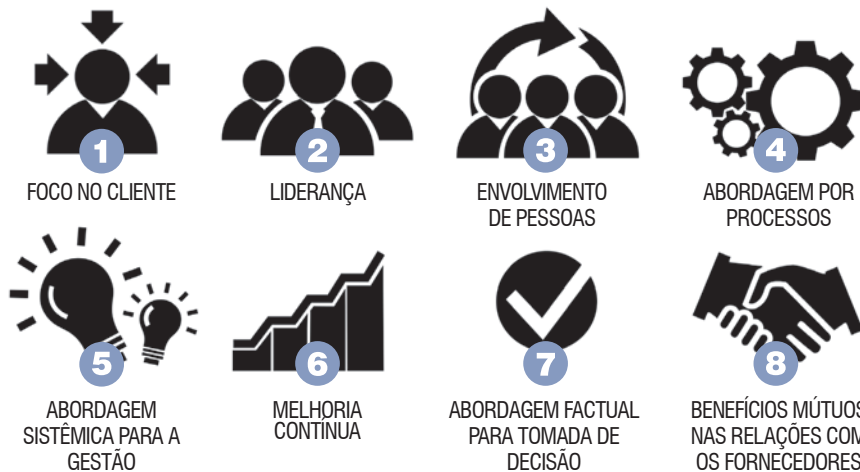 1
FOCO NO CLIENTE
2
LIDERANÇA
3
ENVOLVIMENTO
DE PESSOAS
4
ABORDAGEM POR
PROCESSOS
5
ABORDAGEM
SISTÊMICA PARA A
GESTÃO
6
MELHORIA
CONTÍNUA
7
ABORDAGEM FACTUAL
PARA TOMADA DE
DECISÃO
8
BENEFÍCIOS MÚTUOS
NAS RELAÇÕES COM
OS FORNECEDORES